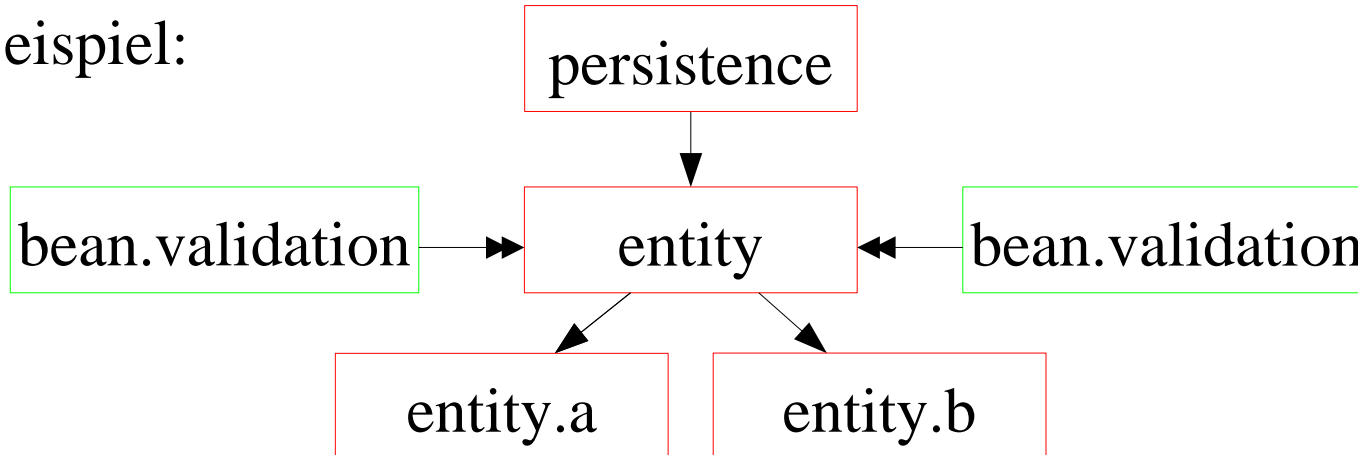 eispiel:
persistence
bean.validation
entity
bean.validation
entity.a
entity.b